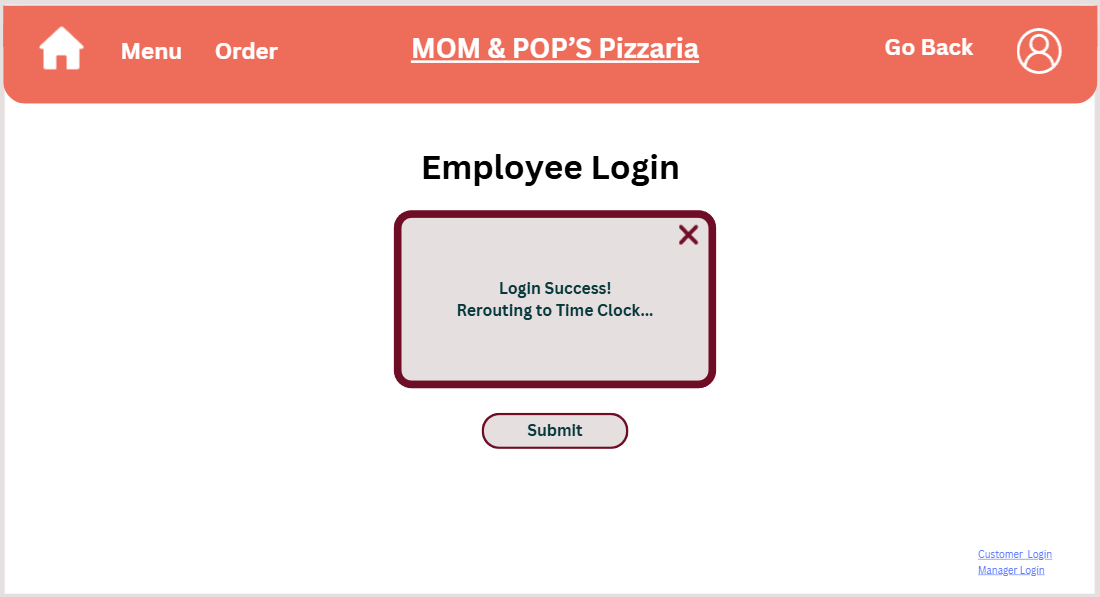 Menu
Order
MOM & POP’S Pizzaria
Go Back
Employee Login
Login Success!
Rerouting to Time Clock...
Submit
Customer Login
Manager Login